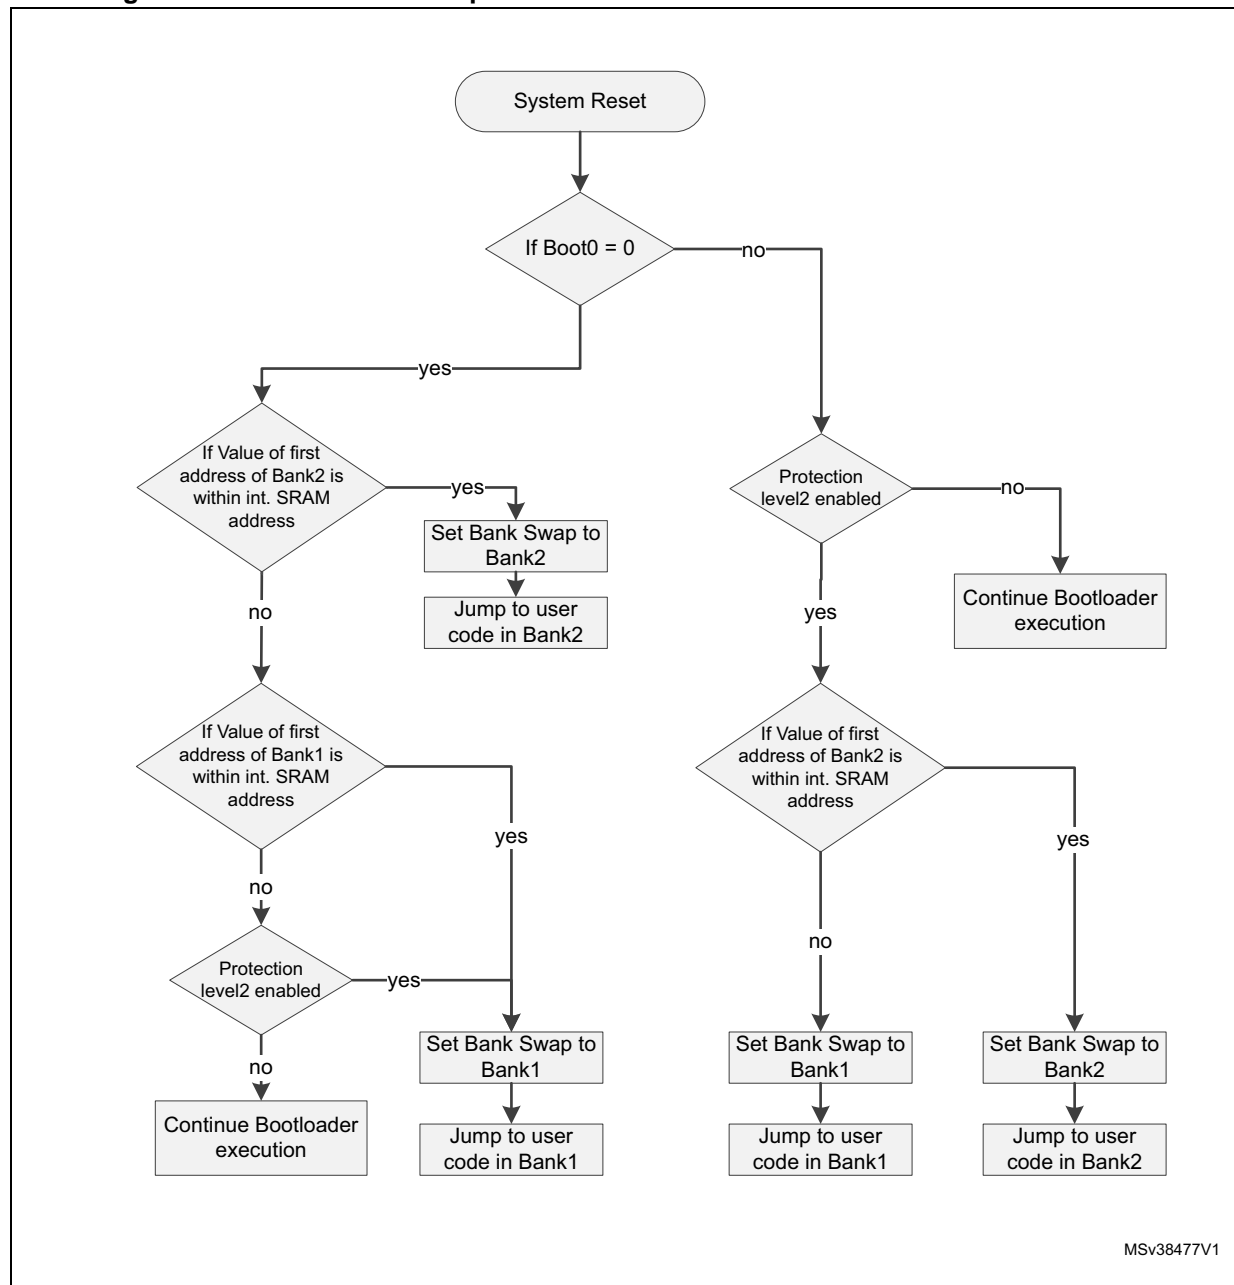 System Reset
If Boot0 = 0
no
yes
If Value of first
address of Bank2 is
within int. SRAM
address
yes
Set Bank Swap to
Bank2
Jump to user
code in Bank2
no
Protection
level2 enabled
no
Continue Bootloader
execution
yes
If Value of first
address of Bank1 is
within int. SRAM
address
yes
no
Protection
level2 enabled
yes
Set Bank Swap to
Bank1
Jump to user
code in Bank1
no
Continue Bootloader
execution
If Value of first
address of Bank2 is
within int. SRAM
address
yes
no
Set Bank Swap to
Bank1
Jump to user
code in Bank1
Set Bank Swap to
Bank2
Jump to user
code in Bank2
MSv38477V1